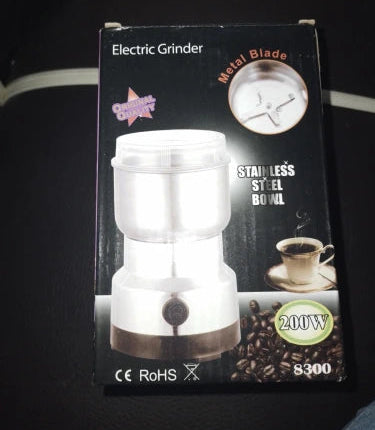 Electric Grinder
Metal Blade
ORIGINAL
QUALITY
STAINLESS
STEEL
BOWL
200W
8300
CE RoHS